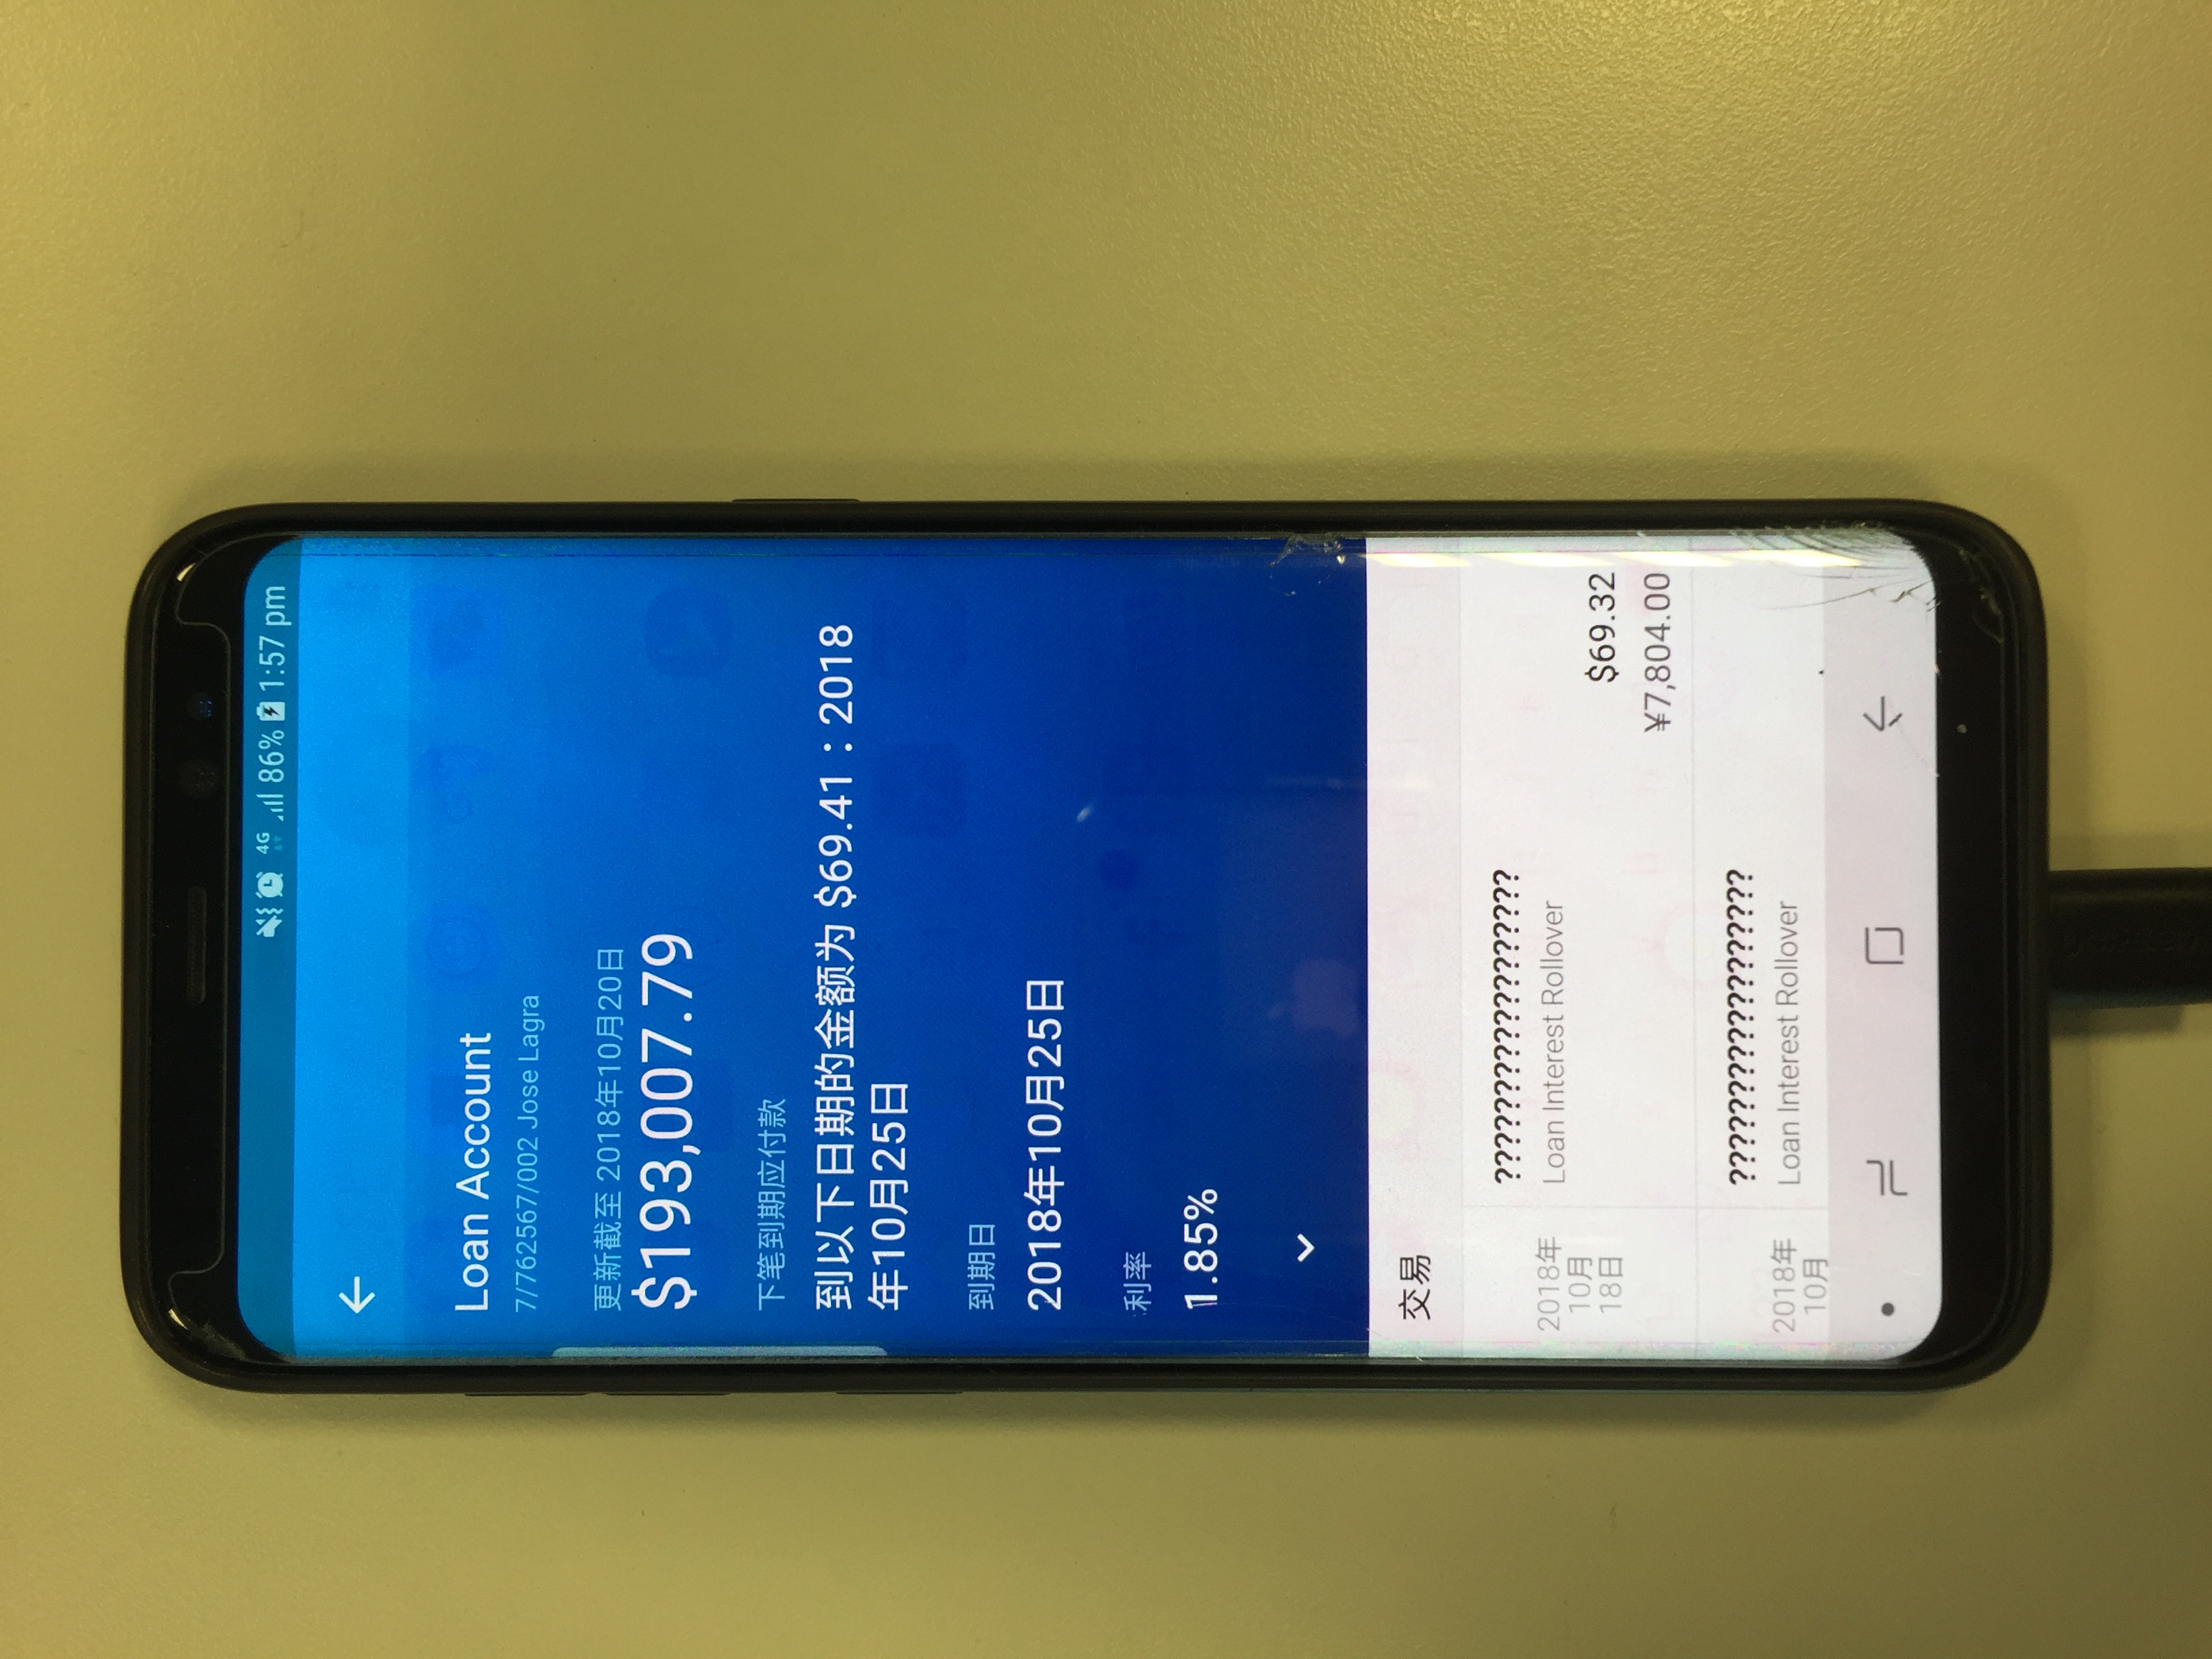 4G 86% 1:57 pm
Loan Account
7/762567/002 Jose Lagra
更新截至 2018年10月20日
$193,007.79
下笔到期应付款
到以下日期的金额为 $69.41：2018
年10月25日
到期日
2018年10月25日
利率
1.85%
交易
??????????????????
Loan Interest Rollover
2018年
10月
18日
$69.32
¥7,804.00
??????????????????
Loan Interest Rollover
2018年
10月